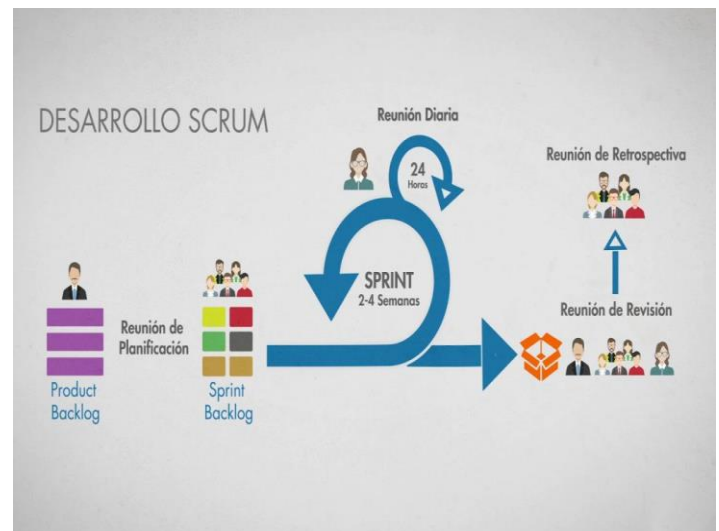 DESARROLLO SCRUM
Reunión Diaria
24
Horas
Reunión de Retrospectiva
SPRINT
2-4 Semanas
Reunión de
Planificación
Reunión de Revisión
Product
Backlog
Sprint
Backlog